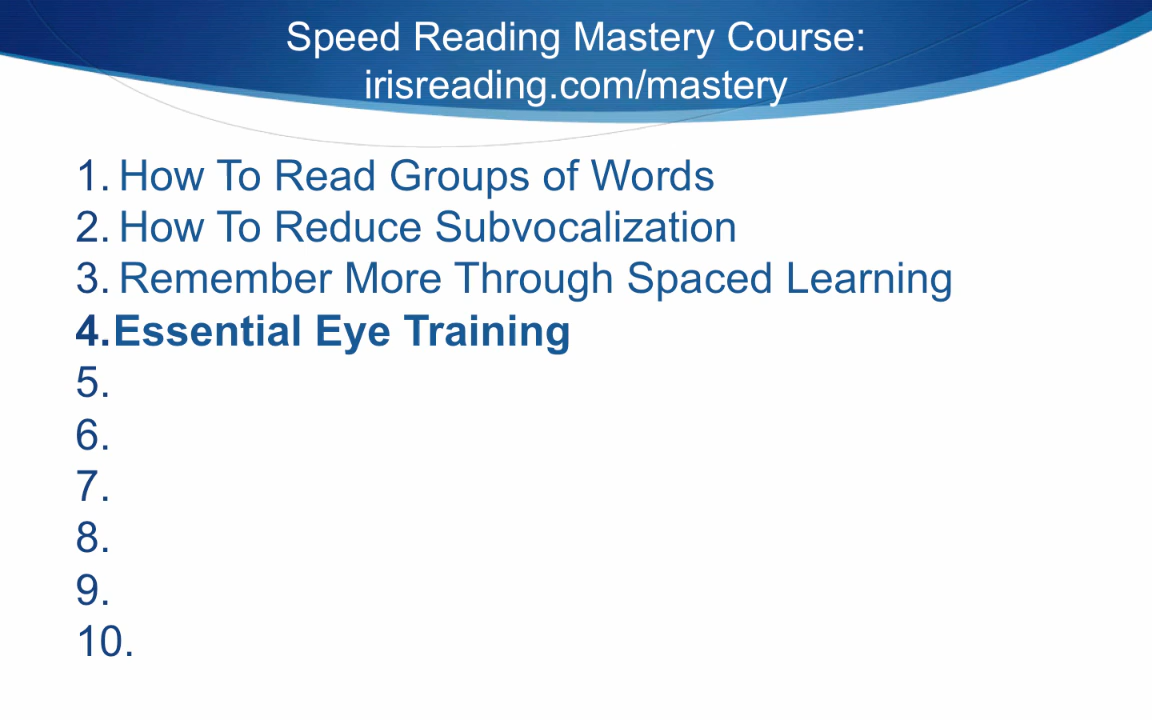 Speed Reading Mastery Course:
irisreading.com/mastery
1. How To Read Groups of Words
2. How To Reduce Subvocalization
3. Remember More Through Spaced Learning
4. Essential Eye Training
5.
6.
7.
8.
9.
10.